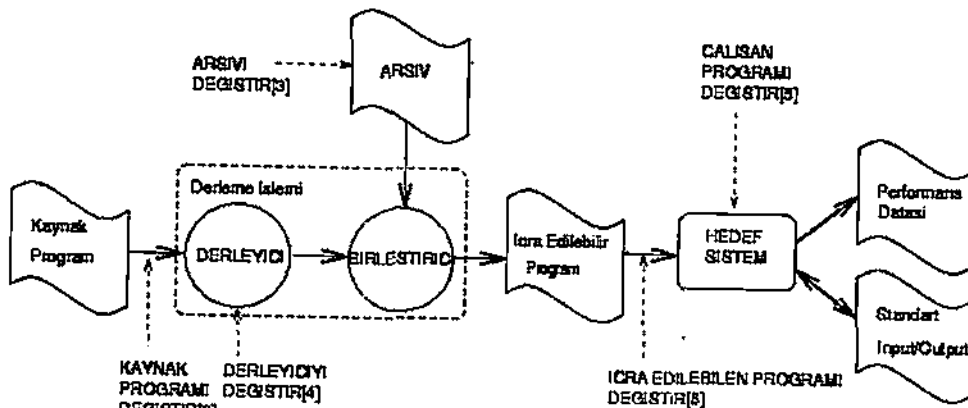 ARSIVI
DEGISTIR[3]
ARSIV
CALISAN
PROGRAMI
DEGISTIR[5]
Derleme Islemi
Kaynak
Program
DERLEYICI
BIRLESTIRIC
Icra Edilebilir
Program
HEDEF
SISTEM
Performans
Datasi
Standart
Input/Output
KAYNAK
PROGRAMI
DERLEYICIYI
DEGISTIR[4]
ICRA EDILEBILEN PROGRAMI
DEGISTIR[5]